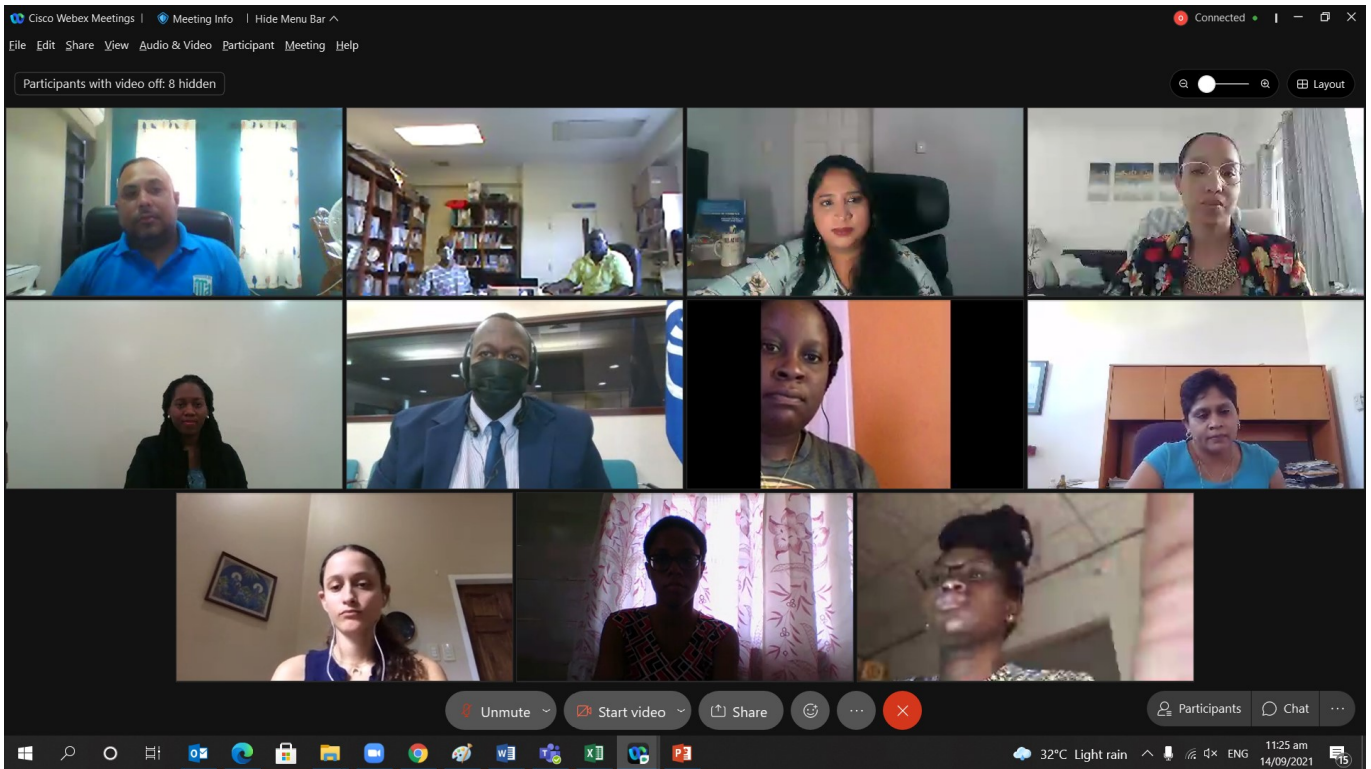 Cisco Webex Meetings | Meeting Info | Hide Menu Bar
Connected
File Edit Share View Audio & Video Participant Meeting Help
Participants with video off: 8 hidden
Layout
Unmute
Start video
Share
Participants
Chat
32°C Light rain
ENG
11:25 am
14/09/2021
15